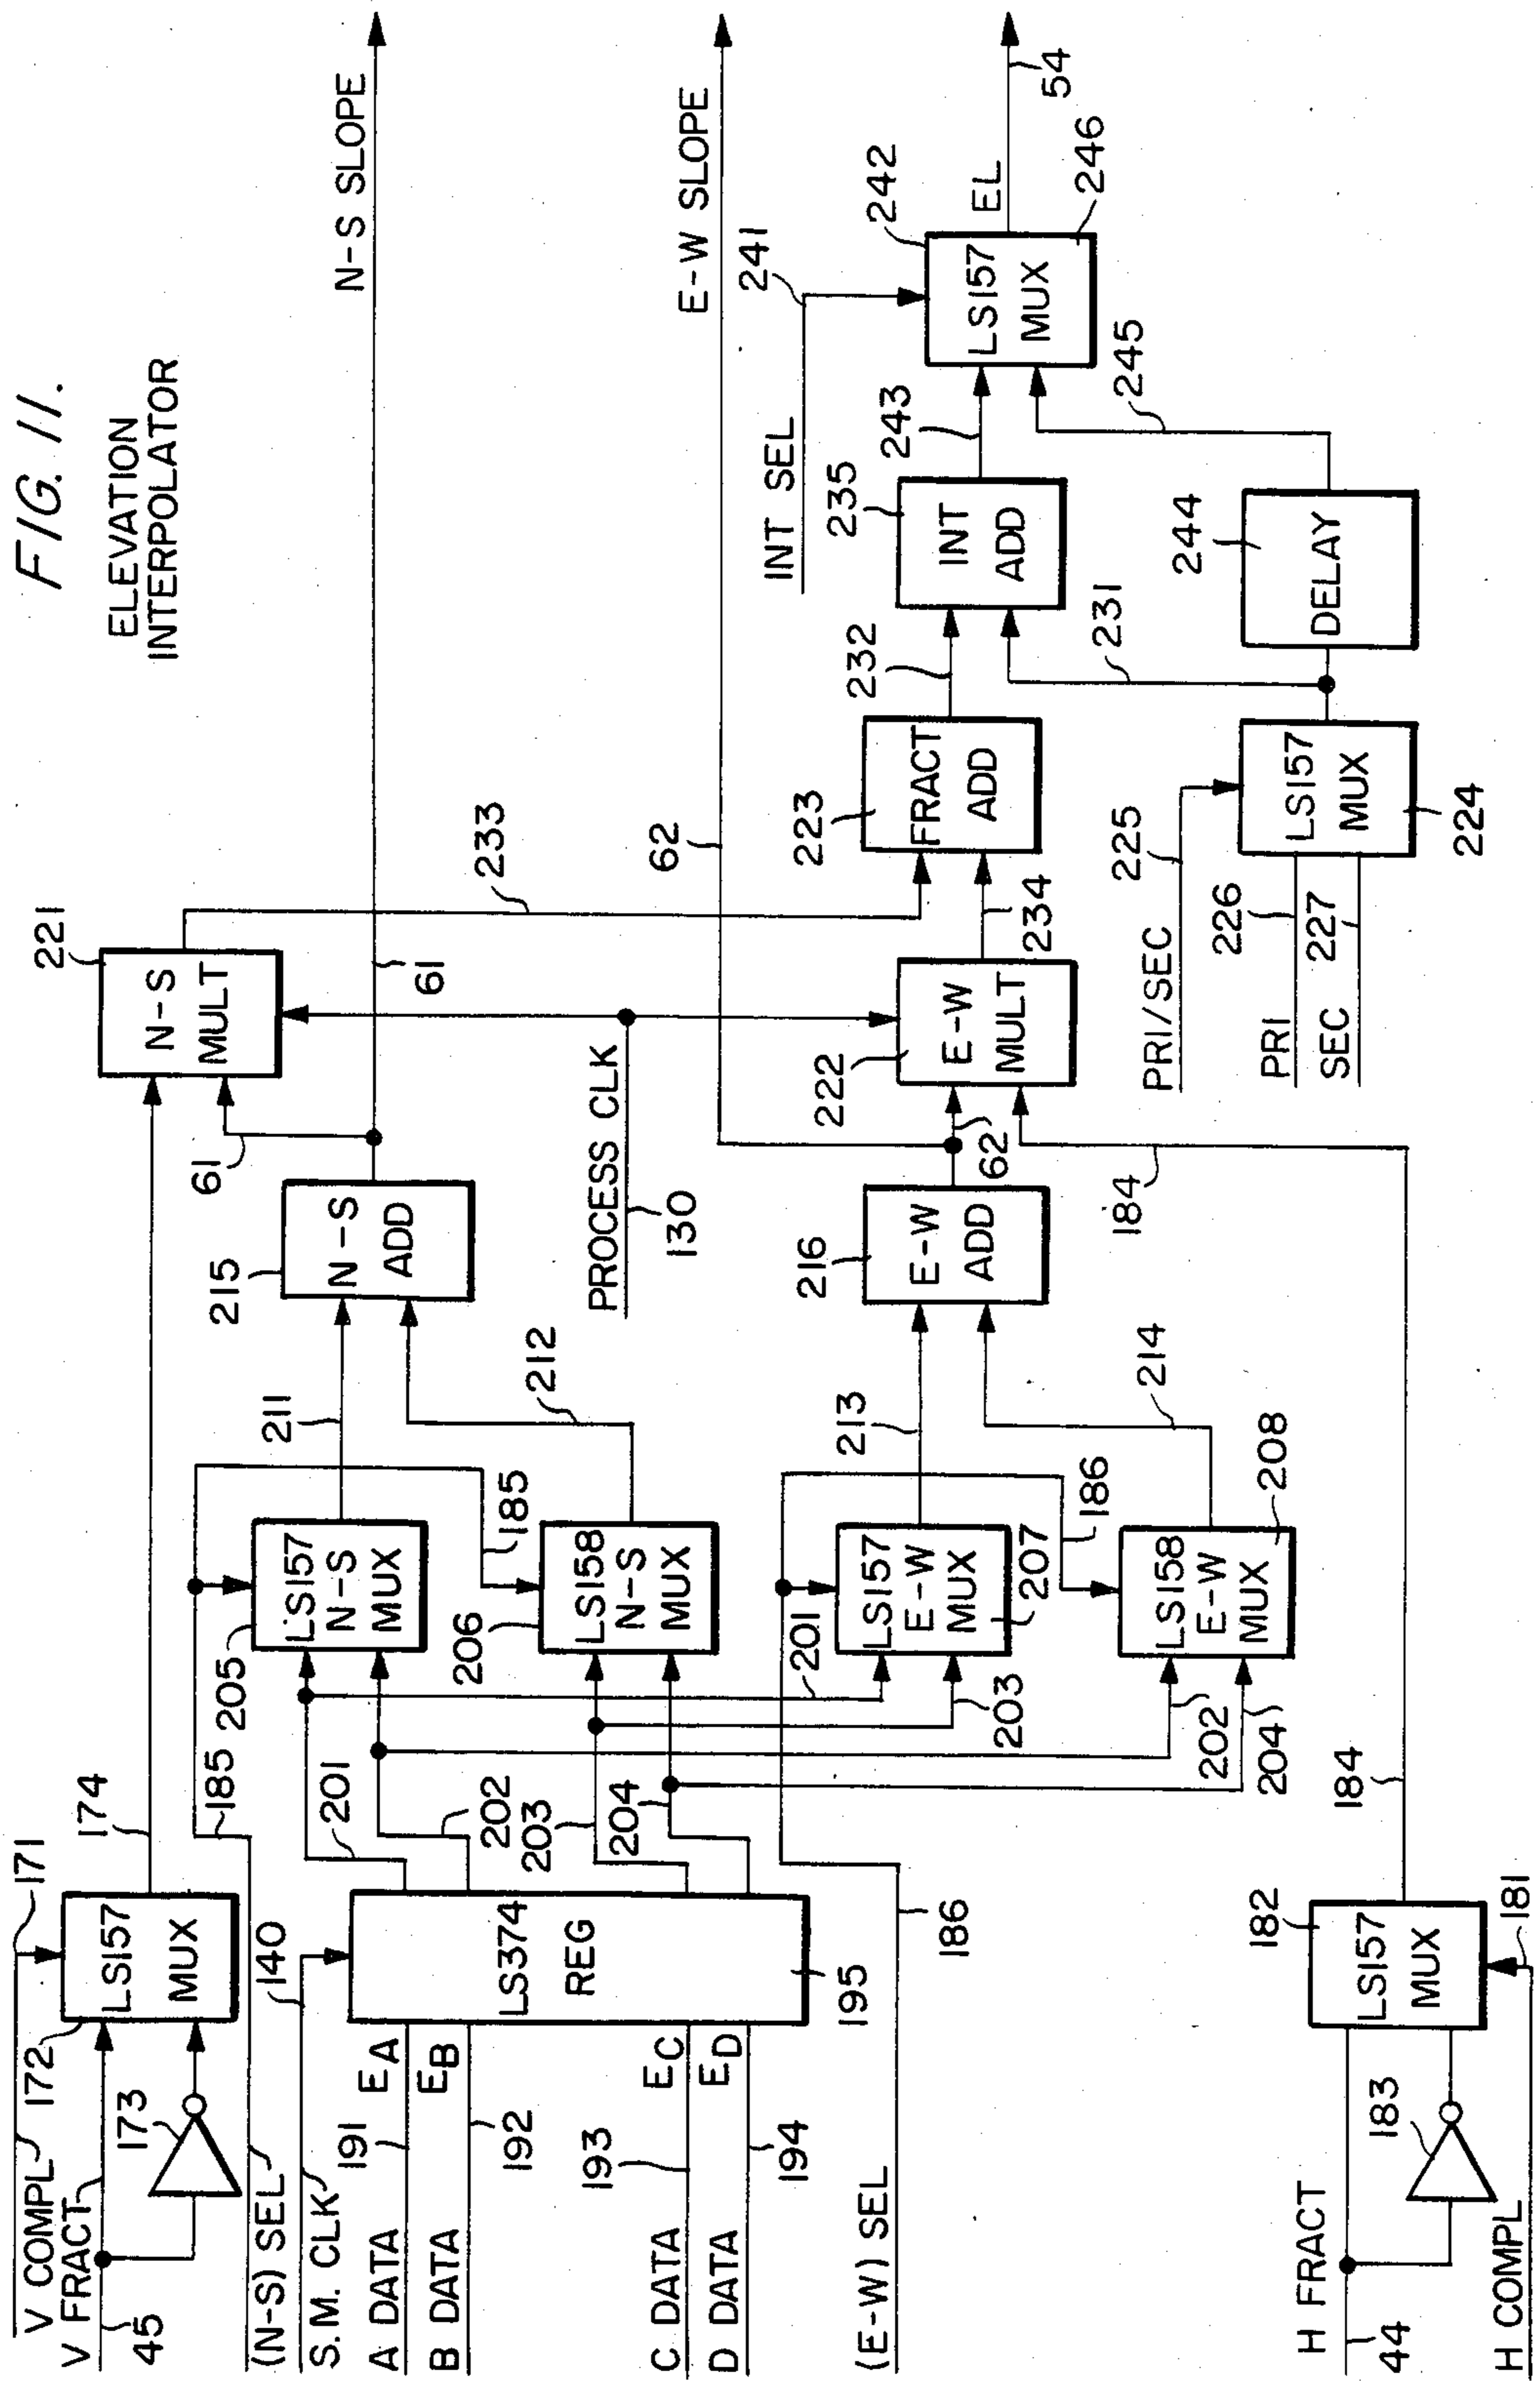 FIG. 11.
ELEVATION
INTERPOLATOR
V COMPL
171
V FRACT
45
172
173
LS157
MUX
174
(N-S) SEL
185
S.M. CLK
140
A DATA
191
EA
B DATA
192
EB
C DATA
193
EC
D DATA
194
ED
LS374
REG
195
201
202
203
204
205
LS157
N-S
MUX
185
206
LS158
N-S
MUX
211
212
215
N-S
ADD
61
221
N-S
MULT
61
N-S SLOPE
233
PROCESS CLK
130
(E-W) SEL
186
201
203
LS157
E-W
MUX
207
186
202
204
LS158
E-W
MUX
208
213
214
216
E-W
ADD
62
62
E-W SLOPE
222
E-W
MULT
184
234
223
FRACT
ADD
232
235
INT
ADD
231
243
INT SEL
241
242
LS157
MUX
246
EL
54
PRI/SEC
225
PRI
226
SEC
227
LS157
MUX
224
244
DELAY
245
H FRACT
44
183
H COMPL
181
182
LS157
MUX
184